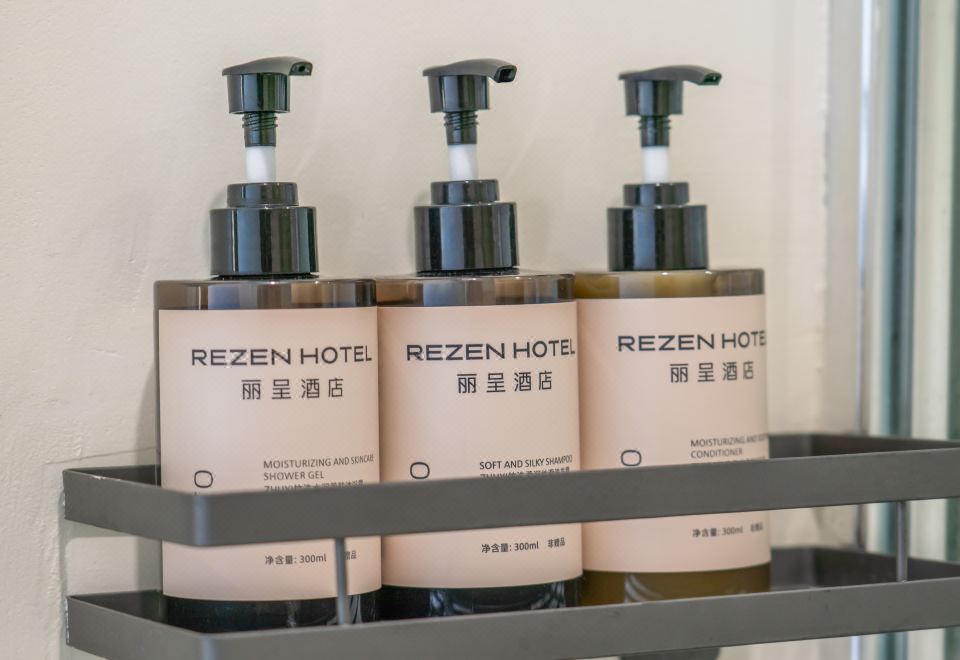 REZEN HOTEL
丽呈酒店
MOISTURIZING AND SKINCARE
SHOWER GEL
净含量: 300ml
REZEN HOTEL
丽呈酒店
SOFT AND SILKY SHAMPOO
净含量: 300ml 非赠品
REZEN HOTEL
丽呈酒店
MOISTURIZING AND
CONDITIONER
净含量: 300ml